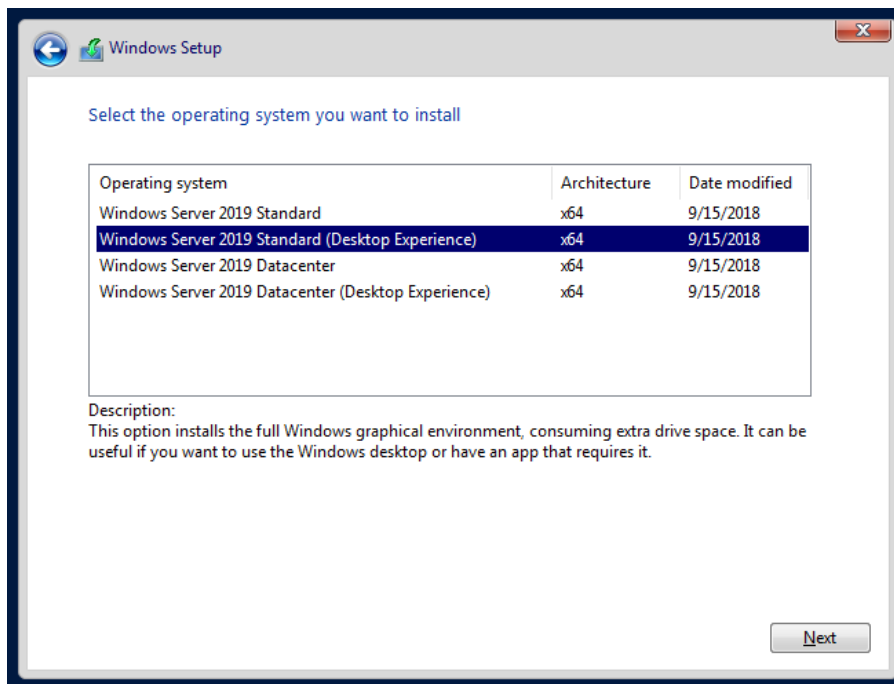 Windows Setup
Select the operating system you want to install
Operating system Architecture Date modified
Windows Server 2019 Standard x64 9/15/2018
Windows Server 2019 Standard (Desktop Experience) x64 9/15/2018
Windows Server 2019 Datacenter x64 9/15/2018
Windows Server 2019 Datacenter (Desktop Experience) x64 9/15/2018
Description:
This option installs the full Windows graphical environment, consuming extra drive space. It can be
useful if you want to use the Windows desktop or have an app that requires it.
Next